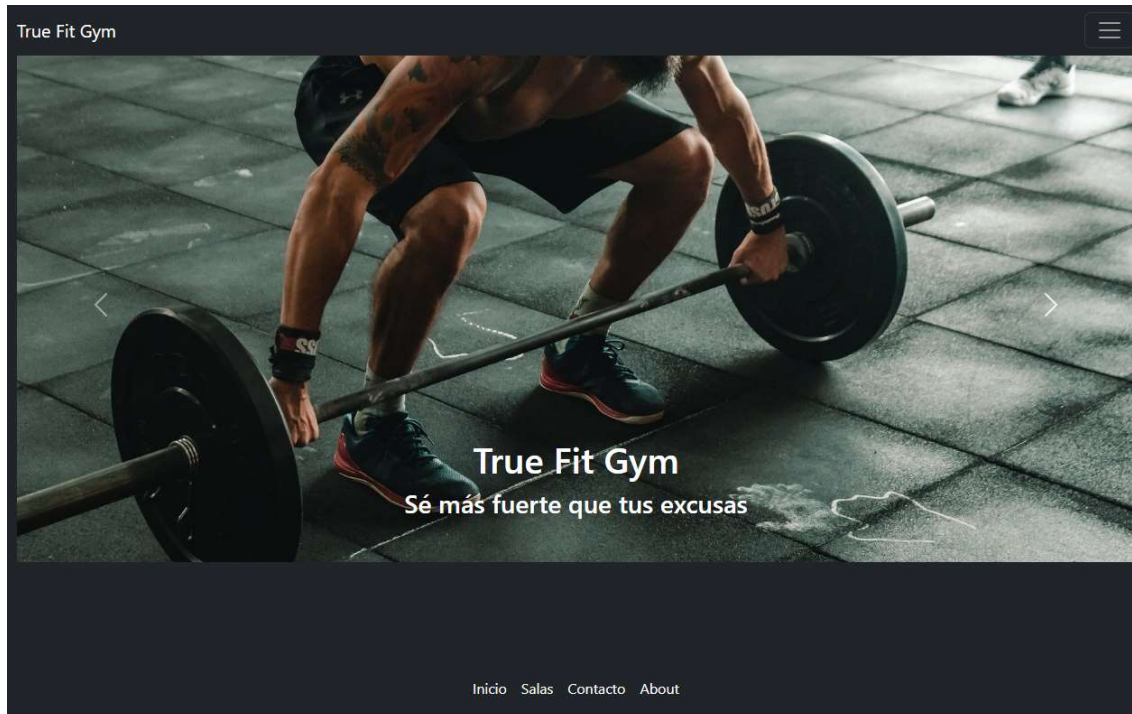 True Fit Gym
True Fit Gym
Sé más fuerte que tus excusas
Inicio Salas Contacto About